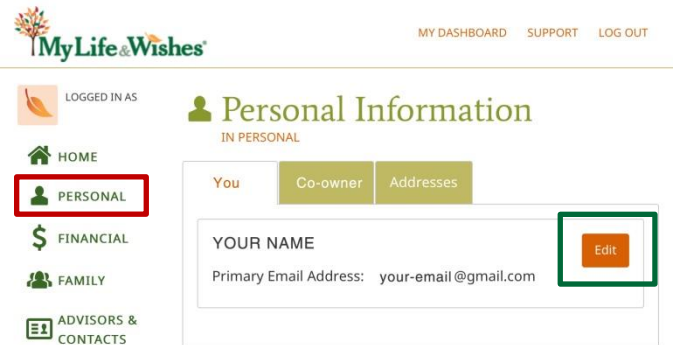 MyLife&Wishes®
MY DASHBOARD SUPPORT LOG OUT
LOGGED IN AS
Personal Information
IN PERSONAL
HOME
PERSONAL
FINANCIAL
FAMILY
ADVISORS &
CONTACTS
You Co-owner Addresses
YOUR NAME
Edit
Primary Email Address: your-email@gmail.com